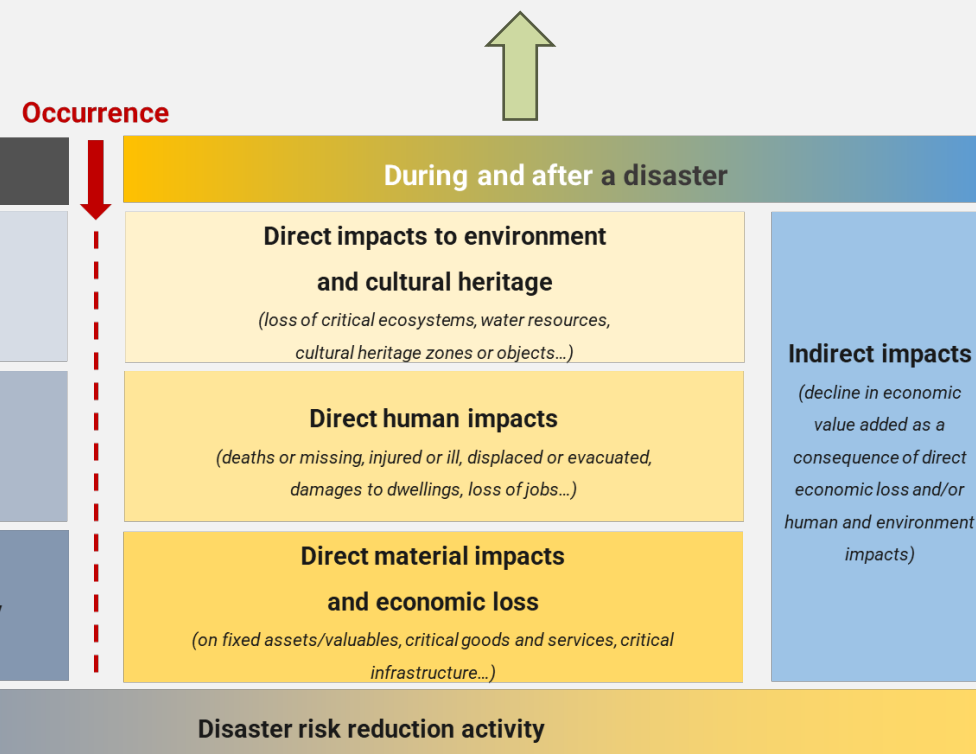 Occurrence
During and after a disaster
Direct impacts to environment
and cultural heritage
(loss of critical ecosystems, water resources,
cultural heritage zones or objects…)
Direct human impacts
(deaths or missing, injured or ill, displaced or evacuated,
damages to dwellings, loss of jobs…)
Direct material impacts
and economic loss
(on fixed assets/valuables, critical goods and services, critical
infrastructure…)
Indirect impacts
(decline in economic
value added as a
consequence of direct
economic loss and/or
human and environment
impacts)
Disaster risk reduction activity